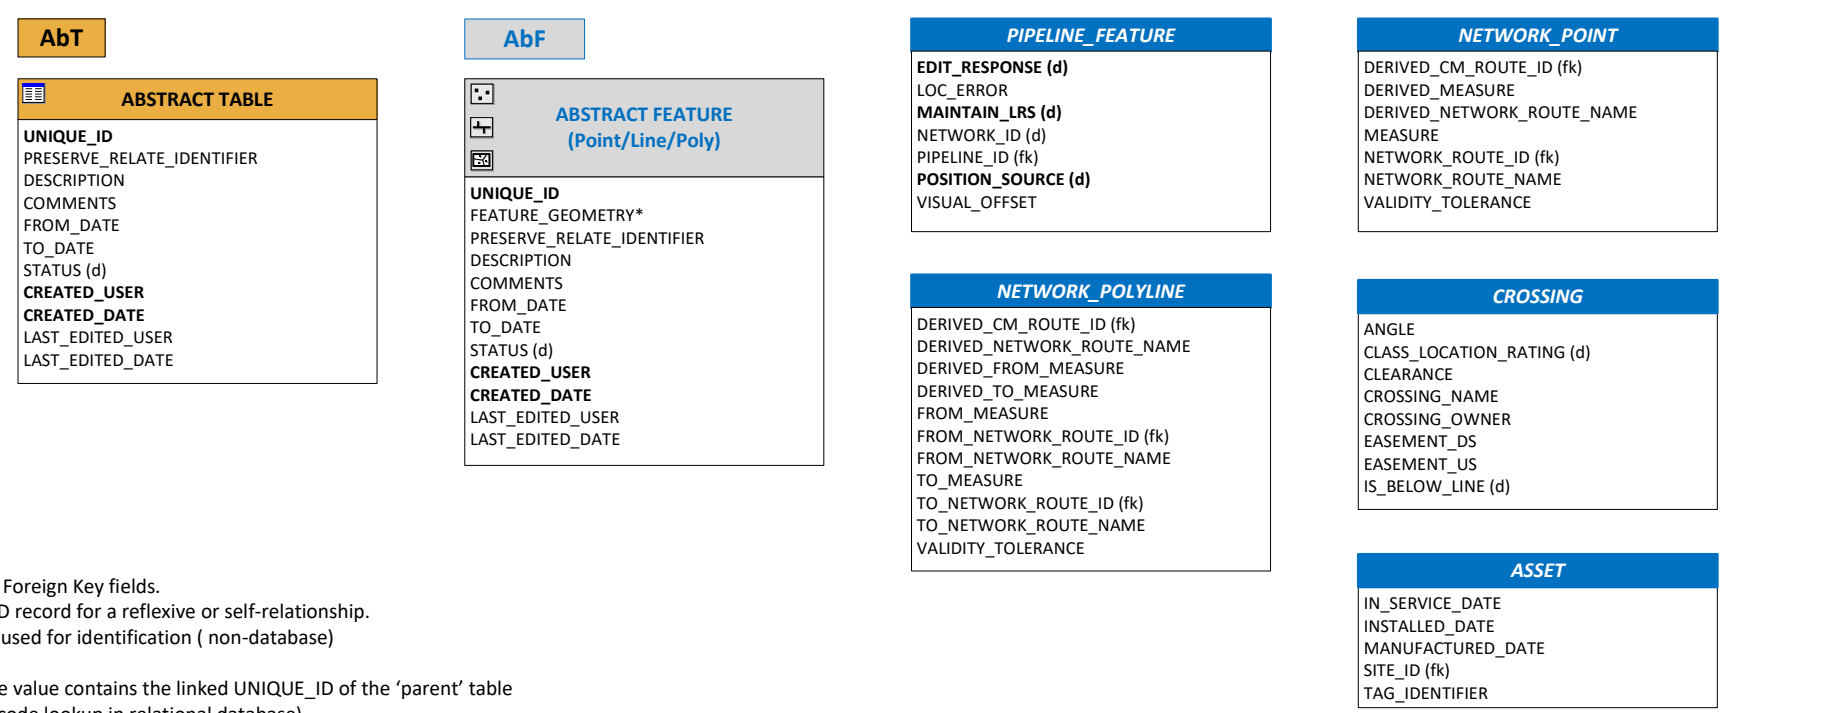 AbT
ABSTRACT TABLE
UNIQUE_ID
PRESERVE_RELATE_IDENTIFIER
DESCRIPTION
COMMENTS
FROM_DATE
TO_DATE
STATUS (d)
CREATED_USER
CREATED_DATE
LAST_EDITED_USER
LAST_EDITED_DATE
AbF
ABSTRACT FEATURE
(Point/Line/Poly)
UNIQUE_ID
FEATURE_GEOMETRY*
PRESERVE_RELATE_IDENTIFIER
DESCRIPTION
COMMENTS
FROM_DATE
TO_DATE
STATUS (d)
CREATED_USER
CREATED_DATE
LAST_EDITED_USER
LAST_EDITED_DATE
PIPELINE_FEATURE
EDIT_RESPONSE (d)
LOC_ERROR
MAINTAIN_LRS (d)
NETWORK_ID (d)
PIPELINE_ID (fk)
POSITION_SOURCE (d)
VISUAL_OFFSET
NETWORK_POLYLINE
DERIVED_CM_ROUTE_ID (fk)
DERIVED_NETWORK_ROUTE_NAME
DERIVED_FROM_MEASURE
DERIVED_TO_MEASURE
FROM_MEASURE
FROM_NETWORK_ROUTE_ID (fk)
FROM_NETWORK_ROUTE_NAME
TO_MEASURE
TO_NETWORK_ROUTE_ID (fk)
TO_NETWORK_ROUTE_NAME
VALIDITY_TOLERANCE
NETWORK_POINT
DERIVED_CM_ROUTE_ID (fk)
DERIVED_MEASURE
DERIVED_NETWORK_ROUTE_NAME
MEASURE
NETWORK_ROUTE_ID (fk)
NETWORK_ROUTE_NAME
VALIDITY_TOLERANCE
CROSSING
ANGLE
CLASS_LOCATION_RATING (d)
CLEARANCE
CROSSING_NAME
CROSSING_OWNER
EASEMENT_DS
EASEMENT_US
IS_BELOW_LINE (d)
ASSET
IN_SERVICE_DATE
INSTALLED_DATE
MANUFACTURED_DATE
SITE_ID (fk)
TAG_IDENTIFIER
Foreign Key fields.
D record for a reflexive or self-relationship.
used for identification ( non-database)
e value contains the linked UNIQUE_ID of the ‘parent’ table
code lookup in relational database)